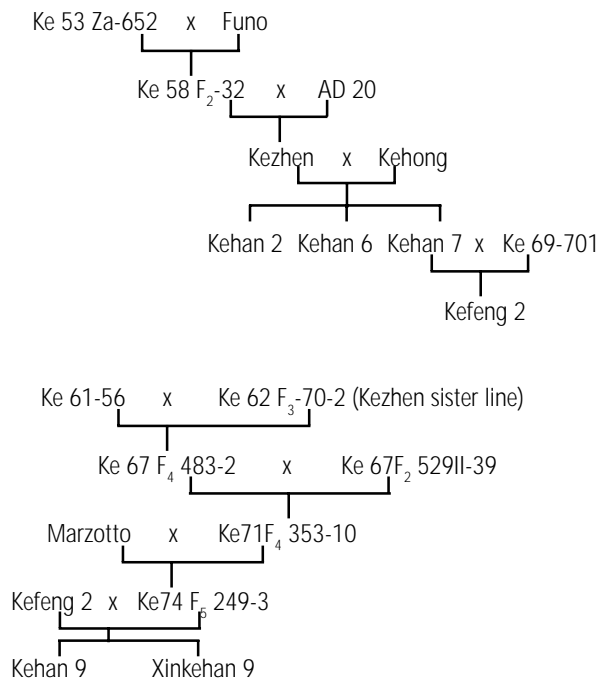 Ke 53 Za-652 x Funo
Ke 58 F₂-32 x AD 20
Kezhen x Kehong
Kehan 2 Kehan 6 Kehan 7 x Ke 69-701
Kefeng 2
Ke 61-56 x Ke 62 F₃-70-2 (Kezhen sister line)
Ke 67 F₄ 483-2 x Ke 67F₂ 529II-39
Marzotto x Ke71F₄ 353-10
Kefeng 2 x Ke74 F₅ 249-3
Kehan 9 Xinkehan 9